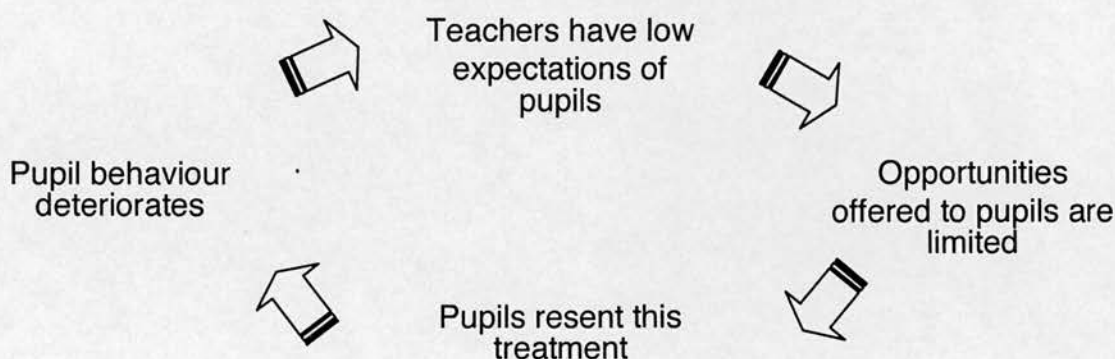 Teachers have low
expectations of
pupils
Opportunities
offered to pupils are
limited
Pupils resent this
treatment
Pupil behaviour
deteriorates